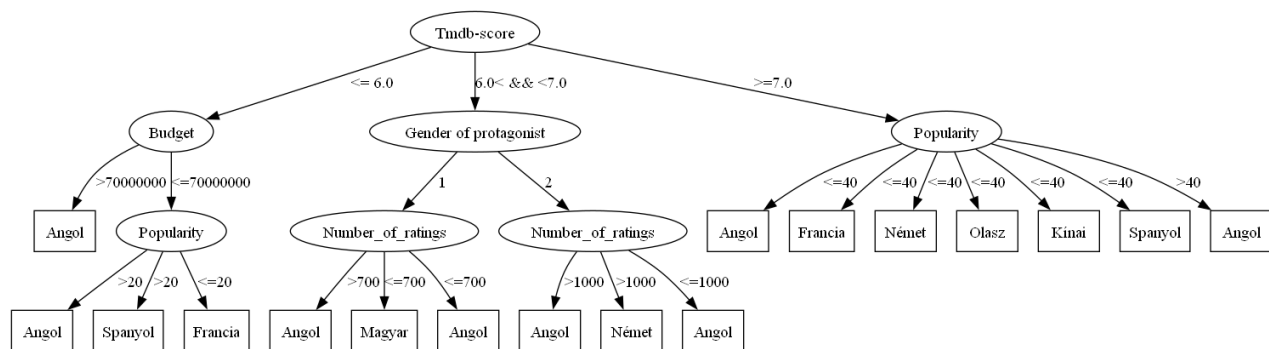 Tmdb-score
<= 6.0
6.0< && <7.0
>=7.0
Budget
Gender of protagonist
Popularity
>70000000
<=70000000
1
2
<=40
<=40
<=40
<=40
<=40
<=40
>40
Angol
Popularity
Number_of_ratings
Number_of_ratings
Angol
Francia
Német
Olasz
Kínai
Spanyol
Angol
>20
>20
<=20
>700
<=700
<=700
>1000
>1000
<=1000
Angol
Spanyol
Francia
Angol
Magyar
Angol
Angol
Német
Angol